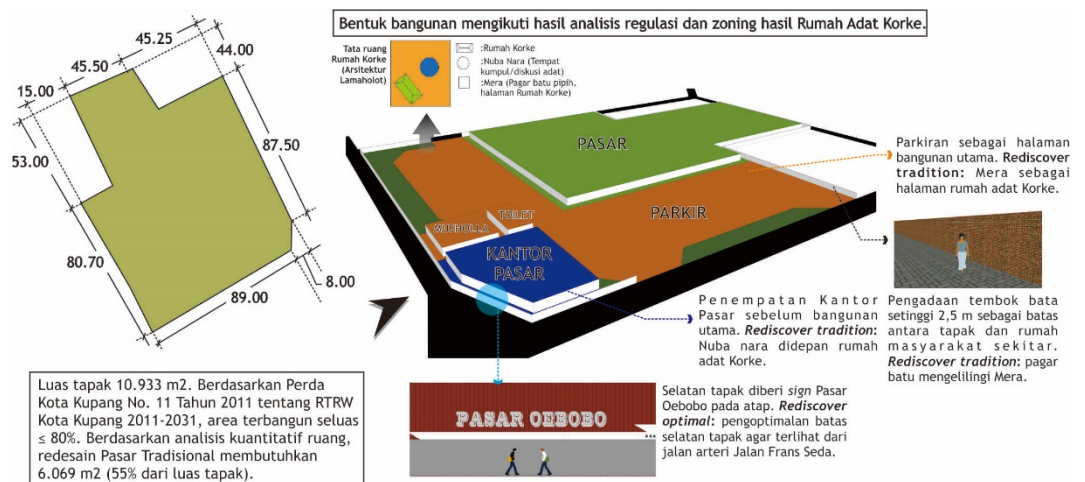 Bentuk bangunan mengikuti hasil analisis regulasi dan zoning hasil Rumah Adat Korke.
45.25
45.50
44.00
15.00
53.00
87.50
80.70
89.00
8.00
Tata ruang
Rumah Korke
(Arsitektur
Lamaholot)
:Rumah Korke
:Nuba Nara (Tempat
kumpul/diskusi adat)
:Mera (Pagar batu pipih,
halaman Rumah Korke)
PASAR
PARKIR
TOILET
MUSHOLLA
KANTOR
PASAR
Parkiran sebagai halaman
bangunan utama. Rediscover
tradition: Mera sebagai
halaman rumah adat Korke.
Penempatan Kantor
Pasar sebelum bangunan
utama. Rediscover tradition:
Nuba nara didepan rumah
adat Korke.
Pengadaan tembok bata
setinggi 2,5 m sebagai batas
antara tapak dan rumah
masyarakat sekitar.
Rediscover tradition: pagar
batu mengelilingi Mera.
Luas tapak 10.933 m2. Berdasarkan Perda
Kota Kupang No. 11 Tahun 2011 tentang RTRW
Kota Kupang 2011-2031, area terbangun seluas
≤ 80%. Berdasarkan analisis kuantitatif ruang,
redesain Pasar Tradisional membutuhkan
6.069 m2 (55% dari luas tapak).
PASAR OEBOBO
Selatan tapak diberi sign Pasar
Oebobo pada atap. Rediscover
optimal: pengoptimalan batas
selatan tapak agar terlihat dari
jalan arteri Jalan Frans Seda.